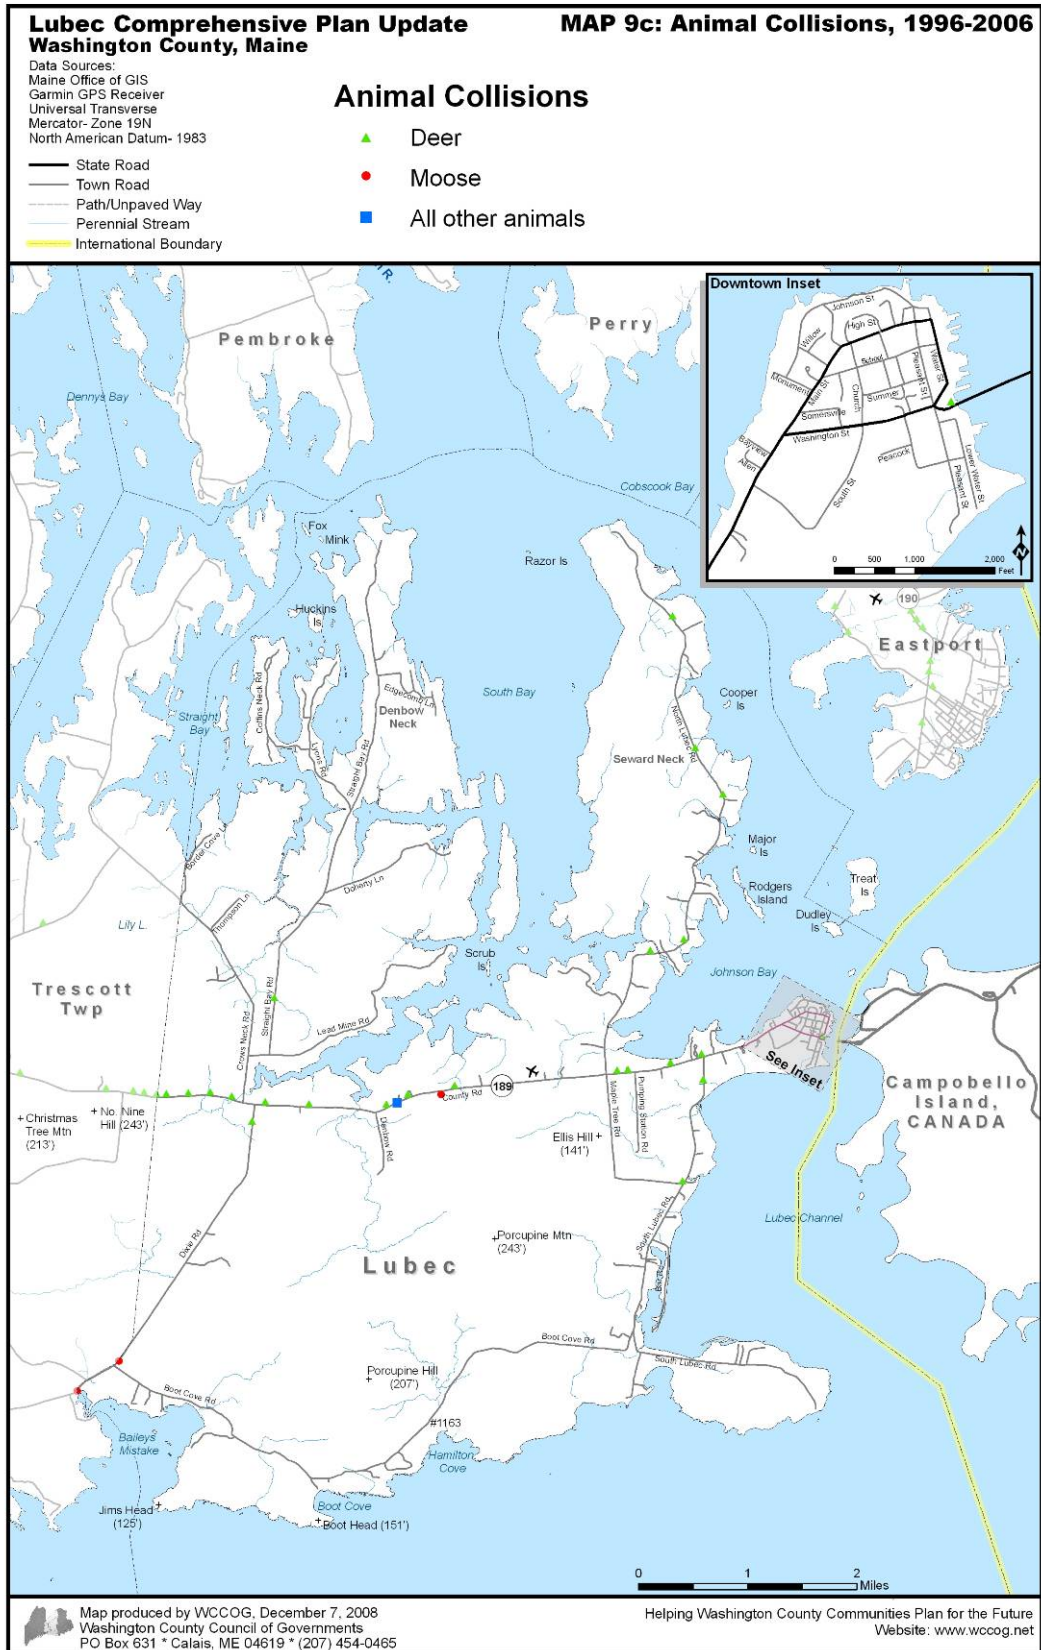 Lubec Comprehensive Plan Update
MAP 9c: Animal Collisions, 1996-2006
Washington County, Maine
Data Sources:
Maine Office of GIS
Garmin GPS Receiver
Universal Transverse
Mercator- Zone 19N
North American Datum- 1983
State Road
Town Road
Path/Unpaved Way
Perennial Stream
International Boundary
Animal Collisions
Deer
Moose
All other animals
Downtown Inset
Johnson St
High St
Willow
School
Water St
Monument
Main St
Pleasant St
Church
Summer
Somersville
Washington St
Bayview
Allen
Peacock
South St
Pleasant St
Lower Water St
0 500 1,000 2,000
Feet
N
R.
Pembroke
Perry
Dennys Bay
Cobscook Bay
Fox
Mink
Razor Is
Huckins
Is.
190
Eastport
Coffins Neck Rd
Edgecomb Ln
Denbow
Neck
South Bay
Cooper
Is
Straight
Bay
Lyons Rd
Straight Bay Rd
North Lubec Rd
Seward Neck
Major
Is
Border Cove Ln
Doherty Ln
Rodgers
Island
Treat
Is
Dudley
Is
Thompson Ln
Lily L.
Scrub
Is
Johnson Bay
Trescott
Twp
Straight Bay Rd
Crows Neck Rd
Lead Mine Rd
See Inset
189
County Rd
Campobello
Island,
CANADA
Christmas
Tree Mtn
(213')
No. Nine
Hill (243')
Denbow Rd
Maple Tree Rd
Pumping Station Rd
Ellis Hill
(141')
Dixie Rd
South Lubec Rd
Porcupine Mtn
(243')
Lubec Channel
Lubec
Boot Cove Rd
South Lubec Rd
Porcupine Hill
(207')
Boot Cove Rd
#1163
Baileys
Mistake
Hamilton
Cove
Jims Head
(125')
Boot Cove
Boot Head (151')
0 1 2
Miles
Map produced by WCCOG, December 7, 2008
Washington County Council of Governments
PO Box 631 * Calais, ME 04619 * (207) 454-0465
Helping Washington County Communities Plan for the Future
Website: www.wccog.net